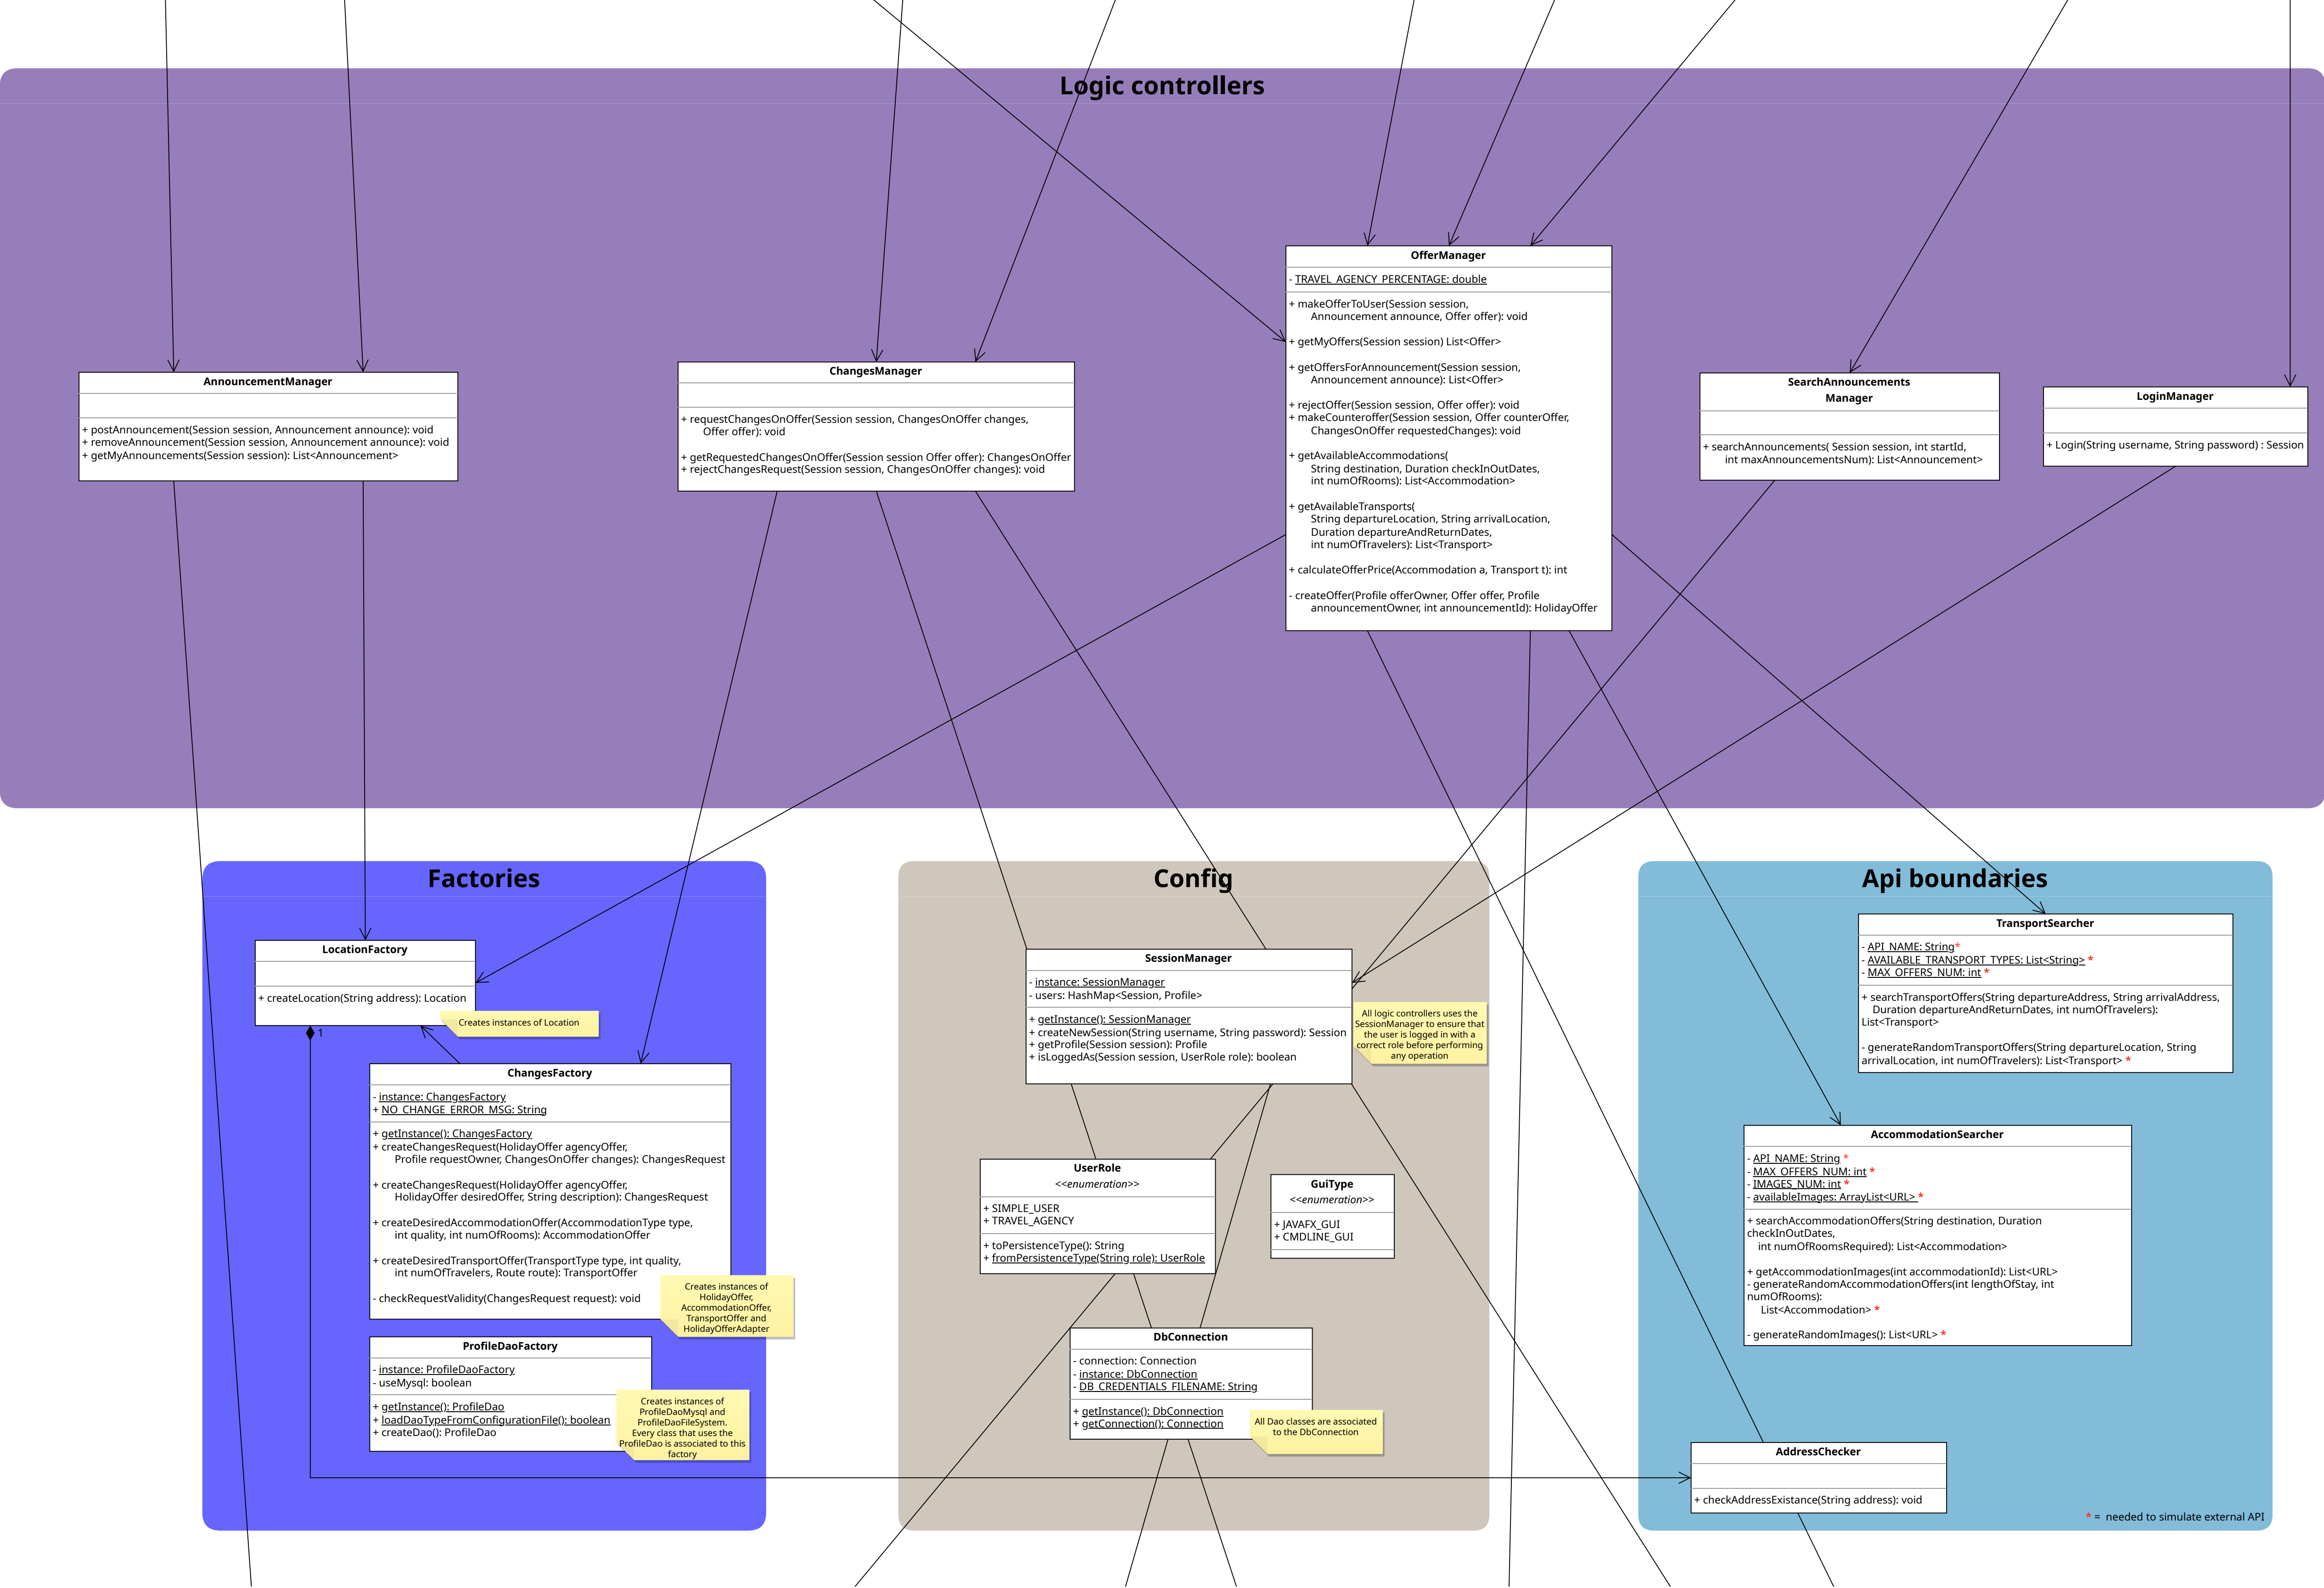 Logic controllers
AnnouncementManager
+ postAnnouncement(Session session, Announcement announce): void
+ removeAnnouncement(Session session, Announcement announce): void
+ getMyAnnouncements(Session session): List<Announcement>
ChangesManager
+ requestChangesOnOffer(Session session, ChangesOnOffer changes,
Offer offer): void
+ getRequestedChangesOnOffer(Session session Offer offer): ChangesOnOffer
+ rejectChangesRequest(Session session, ChangesOnOffer changes): void
OfferManager
- TRAVEL_AGENCY_PERCENTAGE: double
+ makeOfferToUser(Session session,
Announcement announce, Offer offer): void
+ getMyOffers(Session session) List<Offer>
+ getOffersForAnnouncement(Session session,
Announcement announce): List<Offer>
+ rejectOffer(Session session, Offer offer): void
+ makeCounteroffer(Session session, Offer counterOffer,
ChangesOnOffer requestedChanges): void
+ getAvailableAccommodations(
String destination, Duration checkInOutDates,
int numOfRooms): List<Accommodation>
+ getAvailableTransports(
String departureLocation, String arrivalLocation,
Duration departureAndReturnDates,
int numOfTravelers): List<Transport>
+ calculateOfferPrice(Accommodation a, Transport t): int
- createOffer(Profile offerOwner, Offer offer, Profile
announcementOwner, int announcementId): HolidayOffer
SearchAnnouncements
Manager
+ searchAnnouncements( Session session, int startId,
int maxAnnouncementsNum): List<Announcement>
LoginManager
+ Login(String username, String password) : Session
Factories
LocationFactory
+ createLocation(String address): Location
Creates instances of Location
1
ChangesFactory
- instance: ChangesFactory
+ NO_CHANGE_ERROR_MSG: String
+ getInstance(): ChangesFactory
+ createChangesRequest(HolidayOffer agencyOffer,
Profile requestOwner, ChangesOnOffer changes): ChangesRequest
+ createChangesRequest(HolidayOffer agencyOffer,
HolidayOffer desiredOffer, String description): ChangesRequest
+ createDesiredAccommodationOffer(AccommodationType type,
int quality, int numOfRooms): AccommodationOffer
+ createDesiredTransportOffer(TransportType type, int quality,
int numOfTravelers, Route route): TransportOffer
- checkRequestValidity(ChangesRequest request): void
Creates instances of
HolidayOffer,
AccommodationOffer,
TransportOffer and
HolidayOfferAdapter
ProfileDaoFactory
- instance: ProfileDaoFactory
- useMysql: boolean
+ getInstance(): ProfileDao
+ loadDaoTypeFromConfigurationFile(): boolean
+ createDao(): ProfileDao
Creates instances of
ProfileDaoMysql and
ProfileDaoFileSystem.
Every class that uses the
ProfileDao is associated to this
factory
Config
SessionManager
- instance: SessionManager
- users: HashMap<Session, Profile>
+ getInstance(): SessionManager
+ createNewSession(String username, String password): Session
+ getProfile(Session session): Profile
+ isLoggedAs(Session session, UserRole role): boolean
All logic controllers uses the
SessionManager to ensure that
the user is logged in with a
correct role before performing
any operation
UserRole
<<enumeration>>
+ SIMPLE_USER
+ TRAVEL_AGENCY
+ toPersistenceType(): String
+ fromPersistenceType(String role): UserRole
GuiType
<<enumeration>>
+ JAVAFX_GUI
+ CMDLINE_GUI
DbConnection
- connection: Connection
- instance: DbConnection
- DB_CREDENTIALS_FILENAME: String
+ getInstance(): DbConnection
+ getConnection(): Connection
All Dao classes are associated
to the DbConnection
Api boundaries
TransportSearcher
- API_NAME: String*
- AVAILABLE_TRANSPORT_TYPES: List<String> *
- MAX_OFFERS_NUM: int *
+ searchTransportOffers(String departureAddress, String arrivalAddress,
Duration departureAndReturnDates, int numOfTravelers):
List<Transport>
- generateRandomTransportOffers(String departureLocation, String
arrivalLocation, int numOfTravelers): List<Transport> *
AccommodationSearcher
- API_NAME: String *
- MAX_OFFERS_NUM: int *
- IMAGES_NUM: int *
- availableImages: ArrayList<URL> *
+ searchAccommodationOffers(String destination, Duration
checkInOutDates,
int numOfRoomsRequired): List<Accommodation>
+ getAccommodationImages(int accommodationId): List<URL>
- generateRandomAccommodationOffers(int lengthOfStay, int
numOfRooms):
List<Accommodation> *
- generateRandomImages(): List<URL> *
AddressChecker
+ checkAddressExistance(String address): void
* = needed to simulate external API